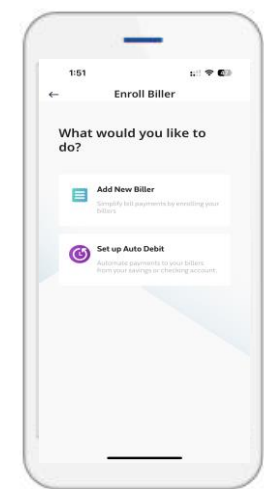 1:51
← Enroll Biller
What would you like to
do?
Add New Biller
Simplify bill payments by enrolling your
billers
Set up Auto Debit
Automate payments to your billers
from your savings or checking account.